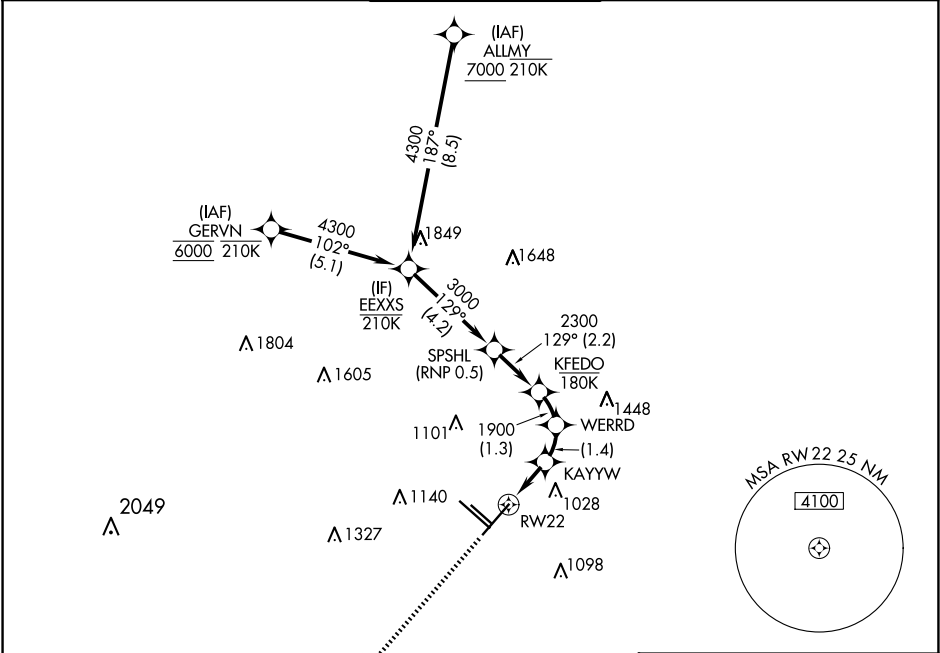 (IAF)
ALLMY
7000 210K
4300
187°
(8.5)
(IAF)
GERVN
6000 210K
4300
102°
(5.1)
1849
1648
(IF)
EEXXS
210K
3000
129°
(4.2)
2300
129° (2.2)
1804
SPSHL
(RNP 0.5)
KFEDO
180K
1605
1448
1101
1900
(1.3)
WERRD
(1.4)
KAYYW
1140
1028
RW22
2049
1327
1098
MSA RW22 25 NM
4100